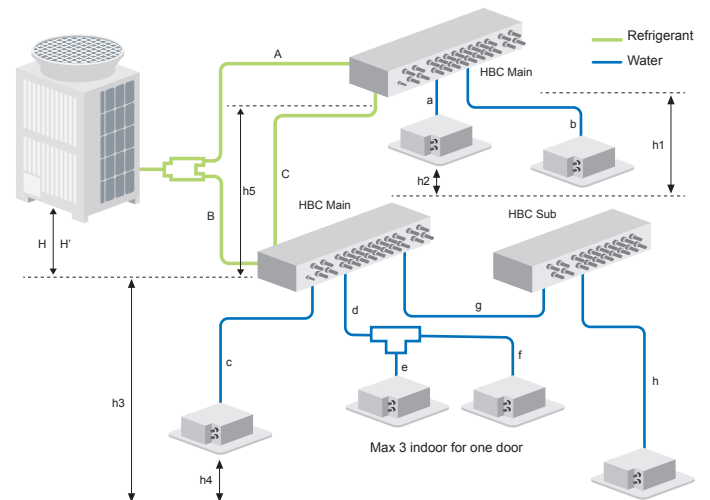 A
Refrigerant
Water
HBC Main
a
b
h1
h2
h5
C
B
HBC Main
HBC Sub
H
H'
d
g
c
e
f
h
h3
Max 3 indoor for one door
h4